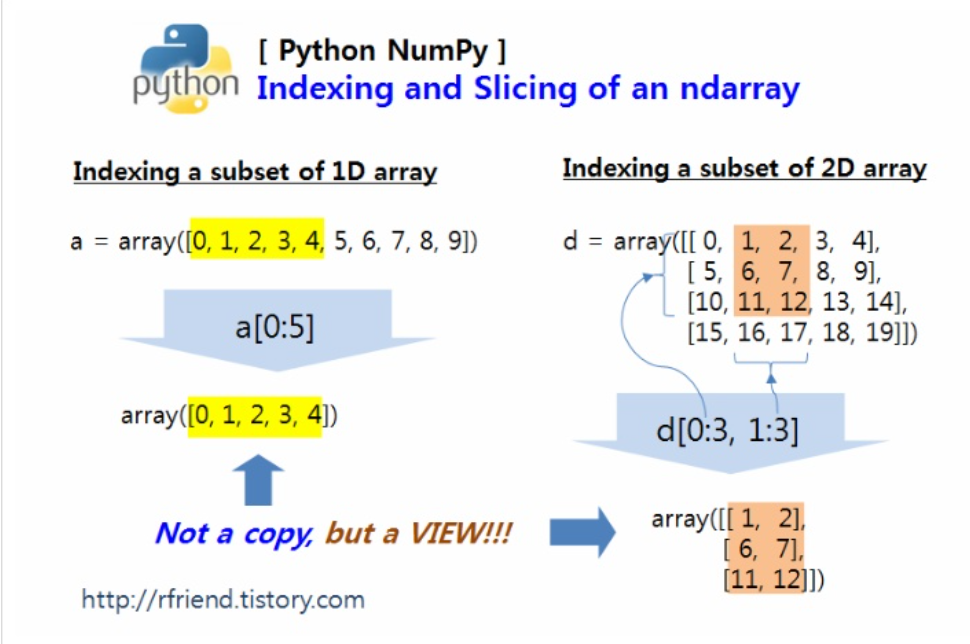 [ Python NumPy ]
python
Indexing and Slicing of an ndarray
Indexing a subset of 1D array
a = array([0, 1, 2, 3, 4, 5, 6, 7, 8, 9])
a[0:5]
array([0, 1, 2, 3, 4])
Indexing a subset of 2D array
d = array([[ 0, 1, 2, 3, 4],
[ 5, 6, 7, 8, 9],
[10, 11, 12, 13, 14],
[15, 16, 17, 18, 19]])
d[0:3, 1:3]
array([[ 1, 2],
[ 6, 7],
[11, 12]])
Not a copy, but a VIEW!!!
http://rfriend.tistory.com